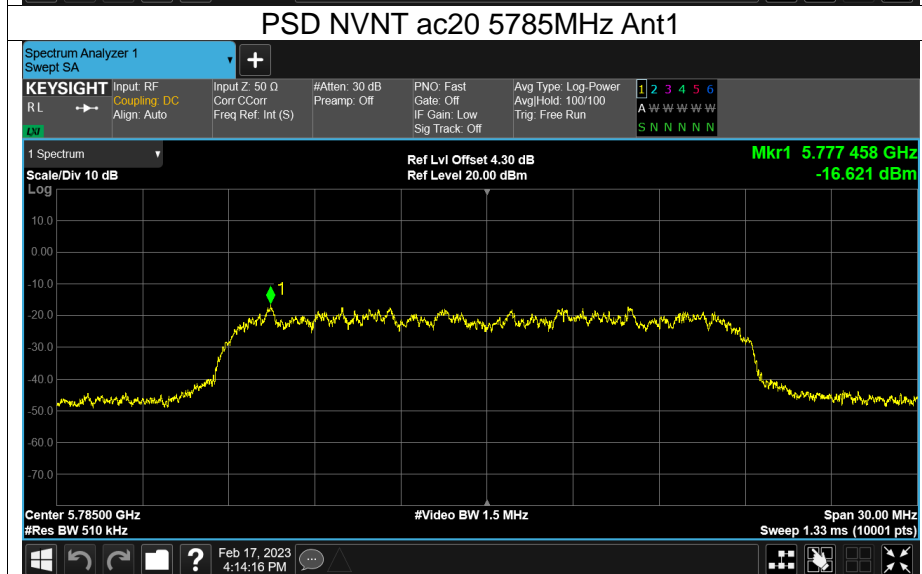 PSD NVNT ac20 5785MHz Ant1
Spectrum Analyzer 1
Swept SA
+
KEYSIGHT
RL
LXI
Input: RF
Coupling: DC
Align: Auto
Input Z: 50 Ω
Corr CCorr
Freq Ref: Int (S)
#Atten: 30 dB
Preamp: Off
PNO: Fast
Gate: Off
IF Gain: Low
Sig Track: Off
Avg Type: Log-Power
Avg|Hold: 100/100
Trig: Free Run
1 2 3 4 5 6
A W W W W W
S N N N N N
1 Spectrum
Scale/Div 10 dB
Log
Ref Lvl Offset 4.30 dB
Ref Level 20.00 dBm
Mkr1 5.777 458 GHz
-16.621 dBm
10.0
0.00
-10.0
1
-20.0
-30.0
-40.0
-50.0
-60.0
-70.0
Center 5.78500 GHz
#Res BW 510 kHz
#Video BW 1.5 MHz
Span 30.00 MHz
Sweep 1.33 ms (10001 pts)
?
Feb 17, 2023
4:14:16 PM